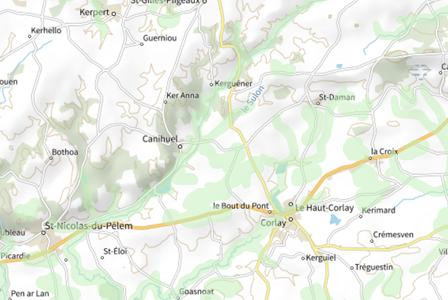 St-Gilles-Pligeaux
Kerpert
Kerhello
Guerniou
Kerguéner
Ker Anna
le Sulon
St-Daman
Canihuel
Bothoa
la Croix
le Bout du Pont
le Haut-Corlay
Kerimard
Corlay
St-Nicolas-du-Pélem
Crémesven
Picardie
St-Éloi
Kerguiel
Tréguestin
Pen ar Lan
Goasnoat